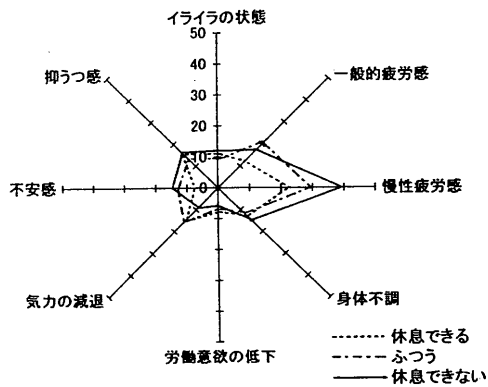 イライラの状態
50
40
30
20
10
0
一般的疲労感
慢性疲労感
身体不調
労働意欲の低下
気力の減退
不安感
抑うつ感
休息できる
ふつう
休息できない